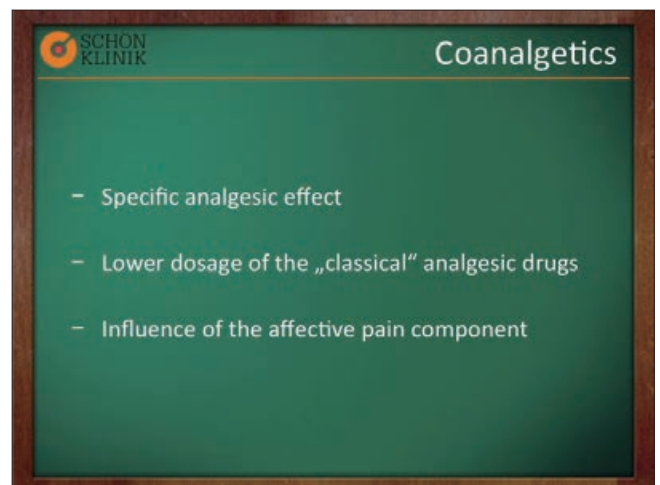 SCHÖN
KLINIK
Coanalgetics
– Specific analgesic effect
– Lower dosage of the „classical“ analgesic drugs
– Influence of the affective pain component